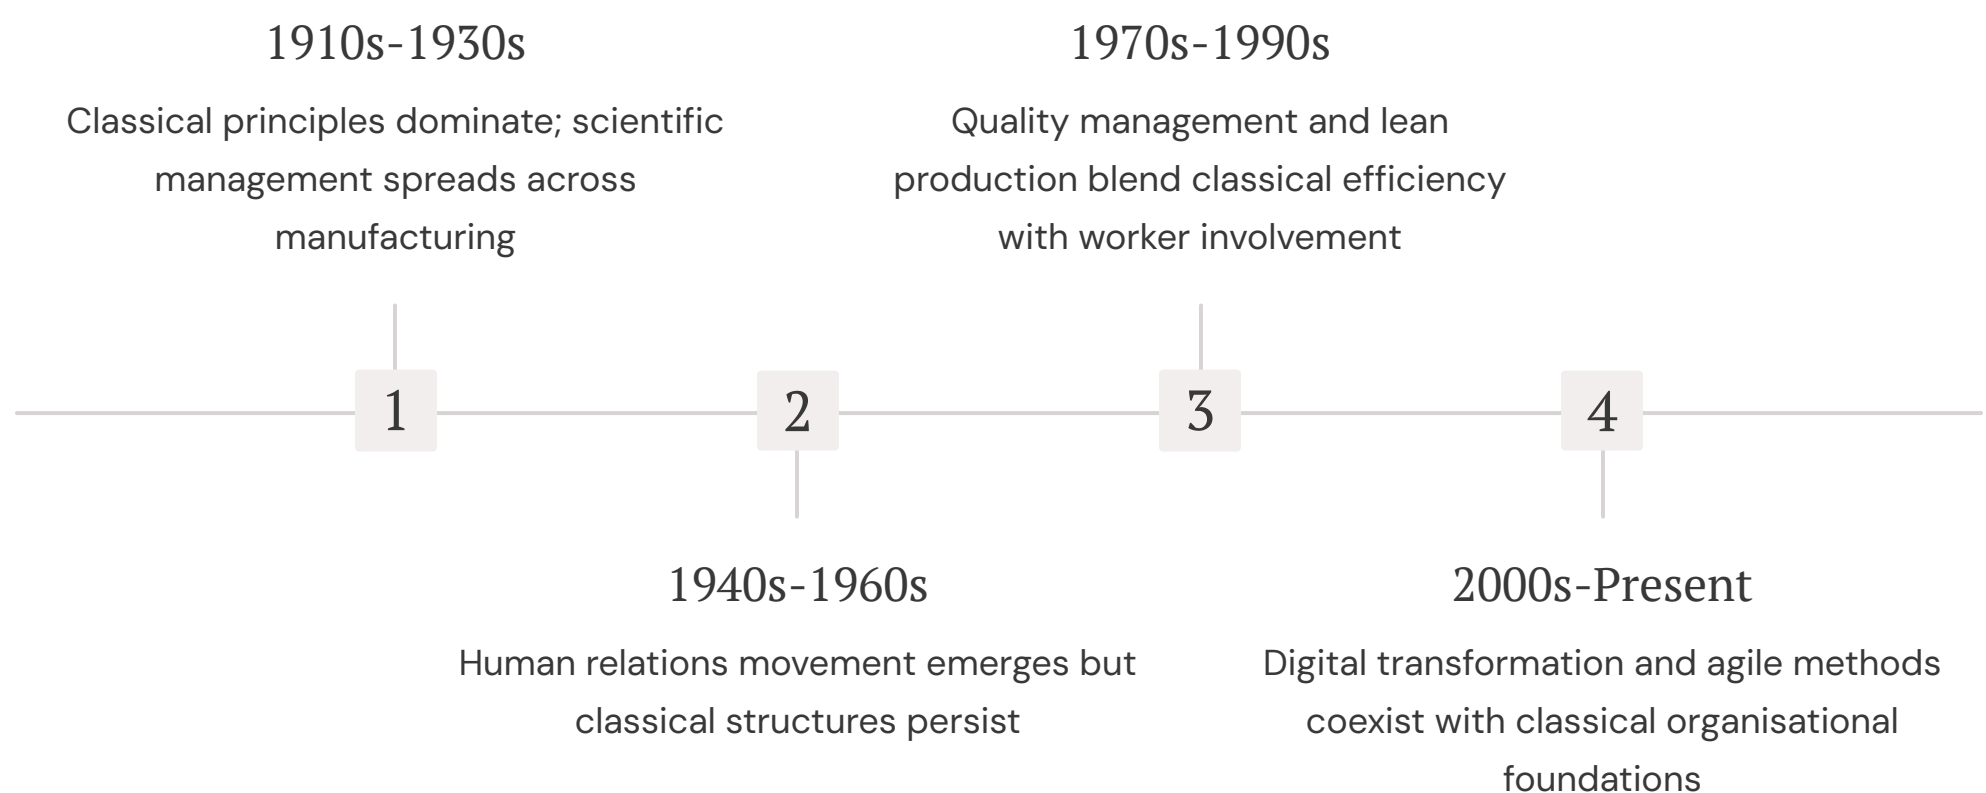 1910s-1930s
Classical principles dominate; scientific
management spreads across
manufacturing
1970s-1990s
Quality management and lean
production blend classical efficiency
with worker involvement
1
2
3
4
1940s-1960s
Human relations movement emerges but
classical structures persist
2000s-Present
Digital transformation and agile methods
coexist with classical organisational
foundations